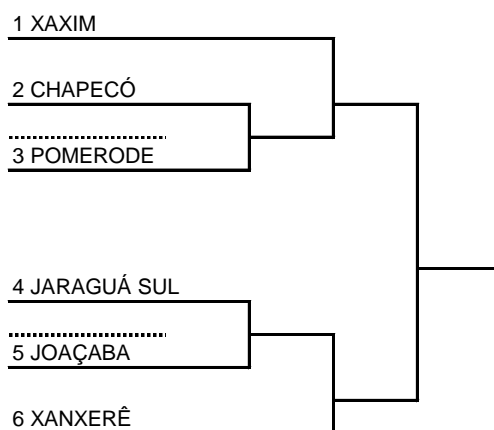 1 XAXIM
2 CHAPECÓ
3 POMERODE
4 JARAGUÁ SUL
5 JOAÇABA
6 XANXERÊ